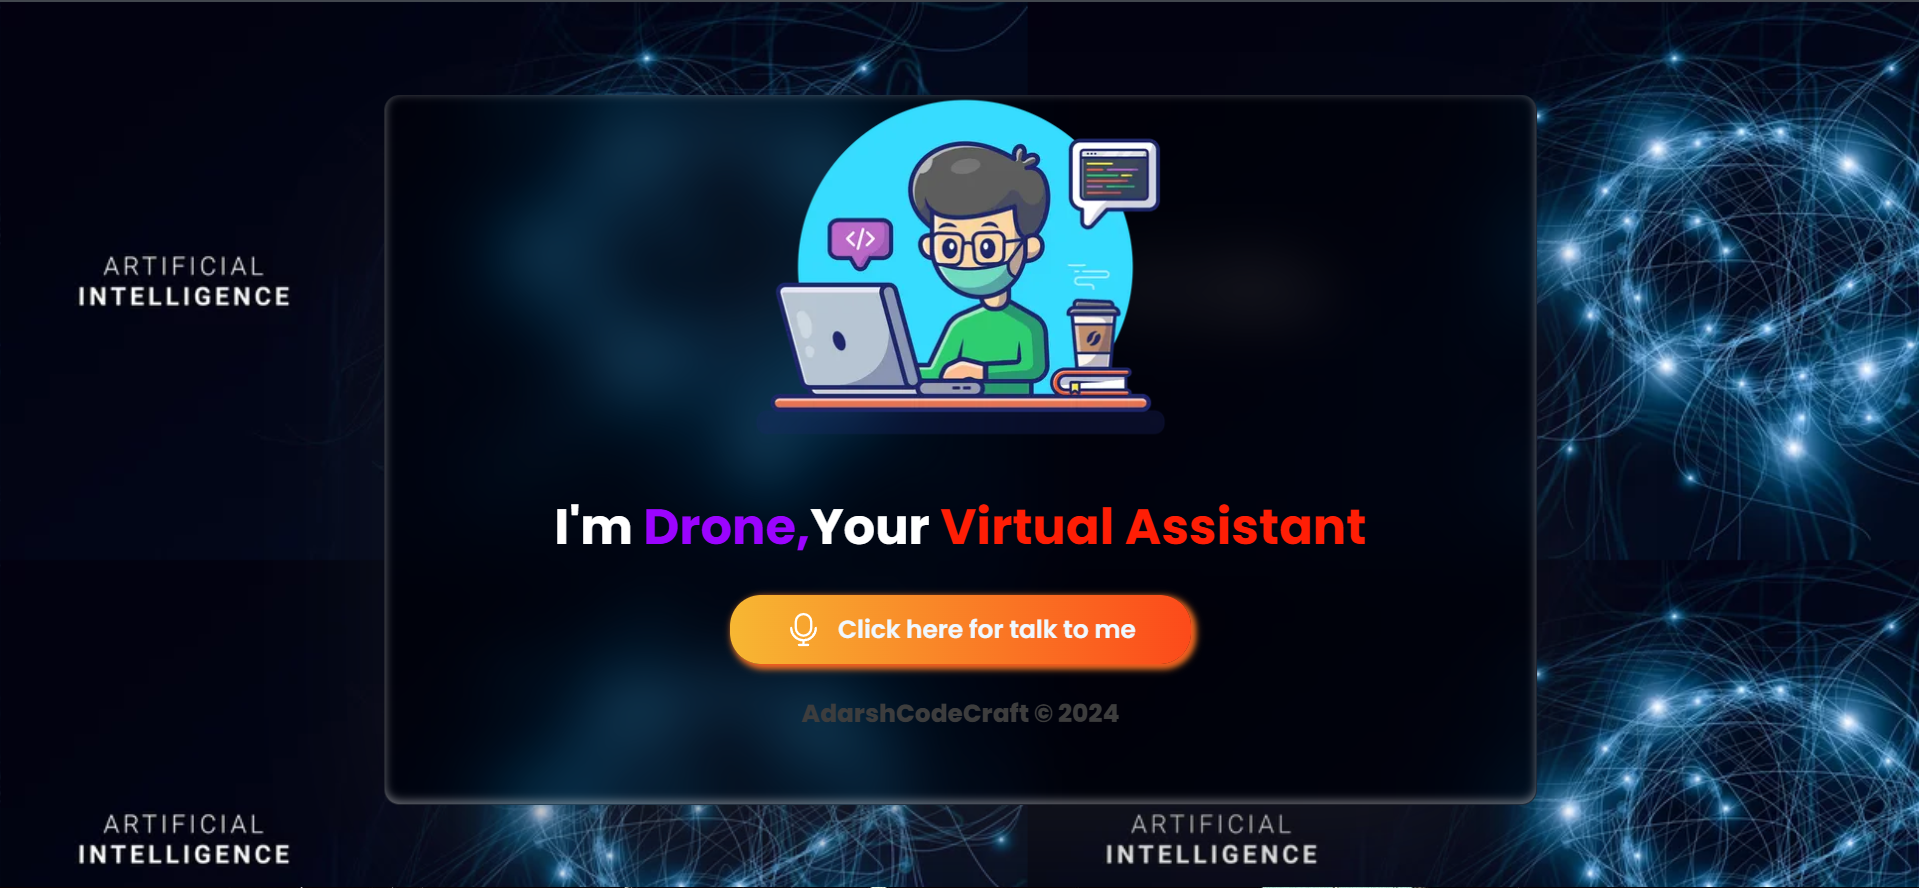 ARTIFICIAL
INTELLIGENCE
</>
I'm Drone,Your Virtual Assistant
Click here for talk to me
AdarshCodeCraft © 2024
ARTIFICIAL
INTELLIGENCE
ARTIFICIAL
INTELLIGENCE